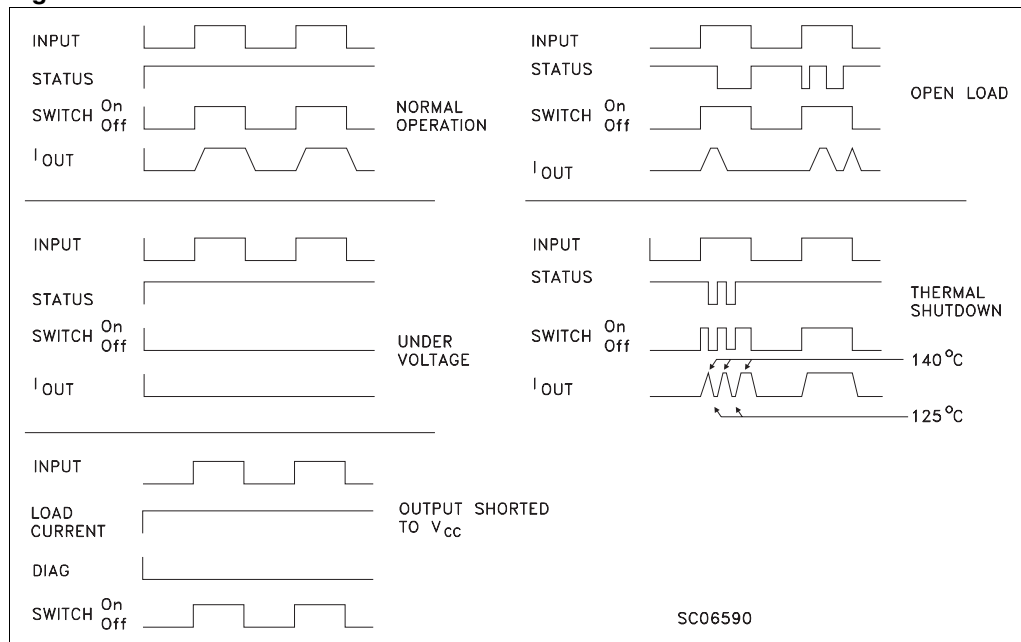 INPUT
STATUS
SWITCH On
Off
I OUT
NORMAL
OPERATION
INPUT
STATUS
SWITCH On
Off
I OUT
OPEN LOAD
INPUT
STATUS
SWITCH On
Off
I OUT
UNDER
VOLTAGE
INPUT
STATUS
SWITCH On
Off
I OUT
THERMAL
SHUTDOWN
140°C
125°C
INPUT
LOAD
CURRENT
DIAG
SWITCH On
Off
OUTPUT SHORTED
TO VCC
SC06590